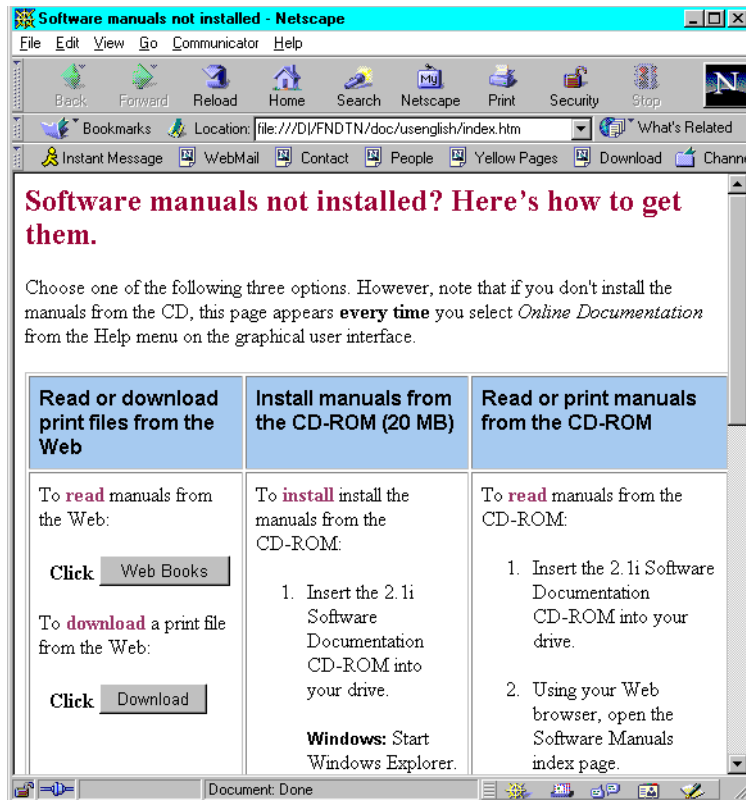 Software manuals not installed - Netscape
File Edit View Go Communicator Help
Back Forward Reload Home Search Netscape Print Security Stop
Bookmarks Location: file:///D|/FNDTN/doc/usenglish/index.htm What's Related
Instant Message WebMail Contact People Yellow Pages Download Channe
Software manuals not installed? Here's how to get
them.
Choose one of the following three options. However, note that if you don't install the
manuals from the CD, this page appears every time you select Online Documentation
from the Help menu on the graphical user interface.
Read or download
print files from the
Web
To read manuals from
the Web:
Click Web Books
To download a print file
from the Web:
Click Download
Install manuals from
the CD-ROM (20 MB)
To install install the
manuals from the
CD-ROM:
1. Insert the 2.1i
Software
Documentation
CD-ROM into
your drive.
Windows: Start
Windows Explorer.
Read or print manuals
from the CD-ROM
To read manuals from the
CD-ROM:
1. Insert the 2.1i Software
Documentation
CD-ROM into your
drive.
2. Using your Web
browser, open the
Software Manuals
index page.
Document: Done